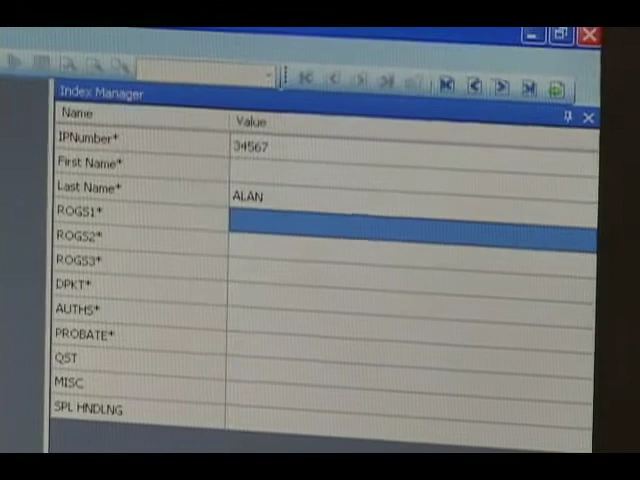 Index Manager
Name Value
IPNumber* 34567
First Name*
Last Name* ALAN
ROGS1*
ROGS2*
ROGS3*
DPKT*
AUTHS*
PROBATE*
QST
MISC
SPL HNDLNG